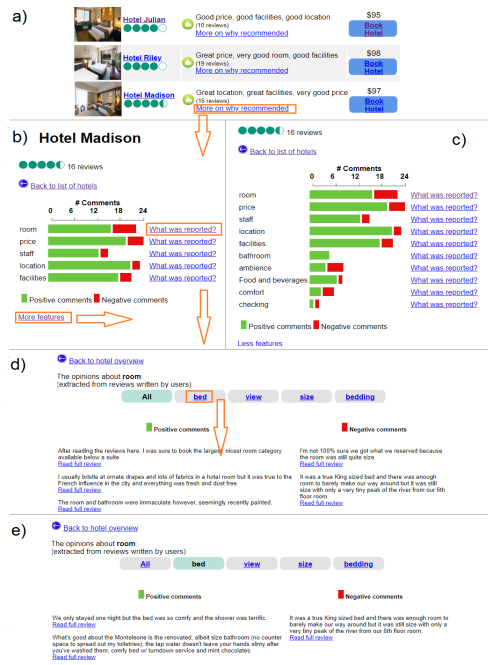 a)
Hotel Julian
Good price, good facilities, good location
(10 reviews)
More on why recommended
$95
Book
Hotel
Hotel Riley
Great price, very good room, good facilities
(19 reviews)
More on why recommended
$98
Book
Hotel
Hotel Madison
Great location, great facilities, very good price
(16 reviews)
More on why recommended
$97
Book
Hotel
b)
Hotel Madison
16 reviews
Back to list of hotels
# Comments
0 6 12 18 24
room What was reported?
price What was reported?
staff What was reported?
location What was reported?
facilities What was reported?
Positive comments Negative comments
More features
c)
16 reviews
Back to list of hotels
# Comments
0 6 12 18 24
room What was reported?
price What was reported?
staff What was reported?
location What was reported?
facilities What was reported?
bathroom What was reported?
ambience What was reported?
Food and beverages What was reported?
comfort What was reported?
checking What was reported?
Positive comments Negative comments
Less features
d)
Back to hotel overview
The opinions about room:
(extracted from reviews written by users)
All bed view size bedding
Positive comments
After reading the reviews here, I was sure to book the largest, nicest room category
available below a suite.
Read full review
I usually bristle at ornate drapes and lots of fabrics in a hotel room but it was true to the
French influence in the city and everything was fresh and dust free.
Read full review
The room and bathroom were immaculate however, seemingly recently painted.
Read full review
Negative comments
I'm not 100% sure we got what we reserved because
the room was still quite size.
Read full review
It was a true King sized bed and there was enough
room to barely make our way around but it was still
size with only a very tiny peak of the river from our 6th
floor room.
Read full review
e)
Back to hotel overview
The opinions about room:
(extracted from reviews written by users)
All bed view size bedding
Positive comments
We only stayed one night but the bed was so comfy and the shower was terrific.
Read full review
What's good about the Monteleone is the renovated, albeit size bathroom (no counter
space to spread out my toiletries); the tap water doesn't leave your hands slimy after
you've washed them; comfy bed w/ turndown service and mint chocolates.
Read full review
Negative comments
It was a true King sized bed and there was enough room to
barely make our way around but it was still size with only a
very tiny peak of the river from our 6th floor room.
Read full review